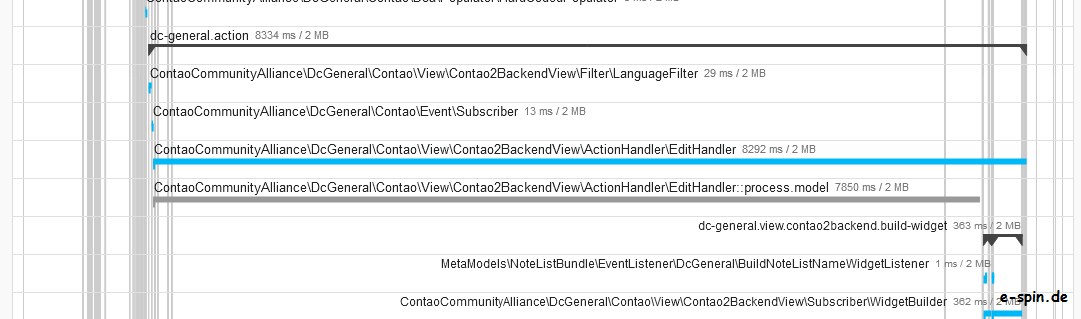 dc-general.action 8334 ms / 2 MB
ContaoCommunityAlliance\DcGeneral\Contao\View\Contao2BackendView\Filter\LanguageFilter 29 ms / 2 MB
ContaoCommunityAlliance\DcGeneral\Contao\Event\Subscriber 13 ms / 2 MB
ContaoCommunityAlliance\DcGeneral\Contao\View\Contao2BackendView\ActionHandler\EditHandler 8292 ms / 2 MB
ContaoCommunityAlliance\DcGeneral\Contao\View\Contao2BackendView\ActionHandler\EditHandler::process.model 7850 ms / 2 MB
dc-general.view.contao2backend.build-widget 363 ms / 2 MB
MetaModels\NoteListBundle\EventListener\DcGeneral\BuildNoteListNameWidgetListener 1 ms / 2 MB
ContaoCommunityAlliance\DcGeneral\Contao\View\Contao2BackendView\Subscriber\WidgetBuilder 362 ms / 2 MB
e-spin.de